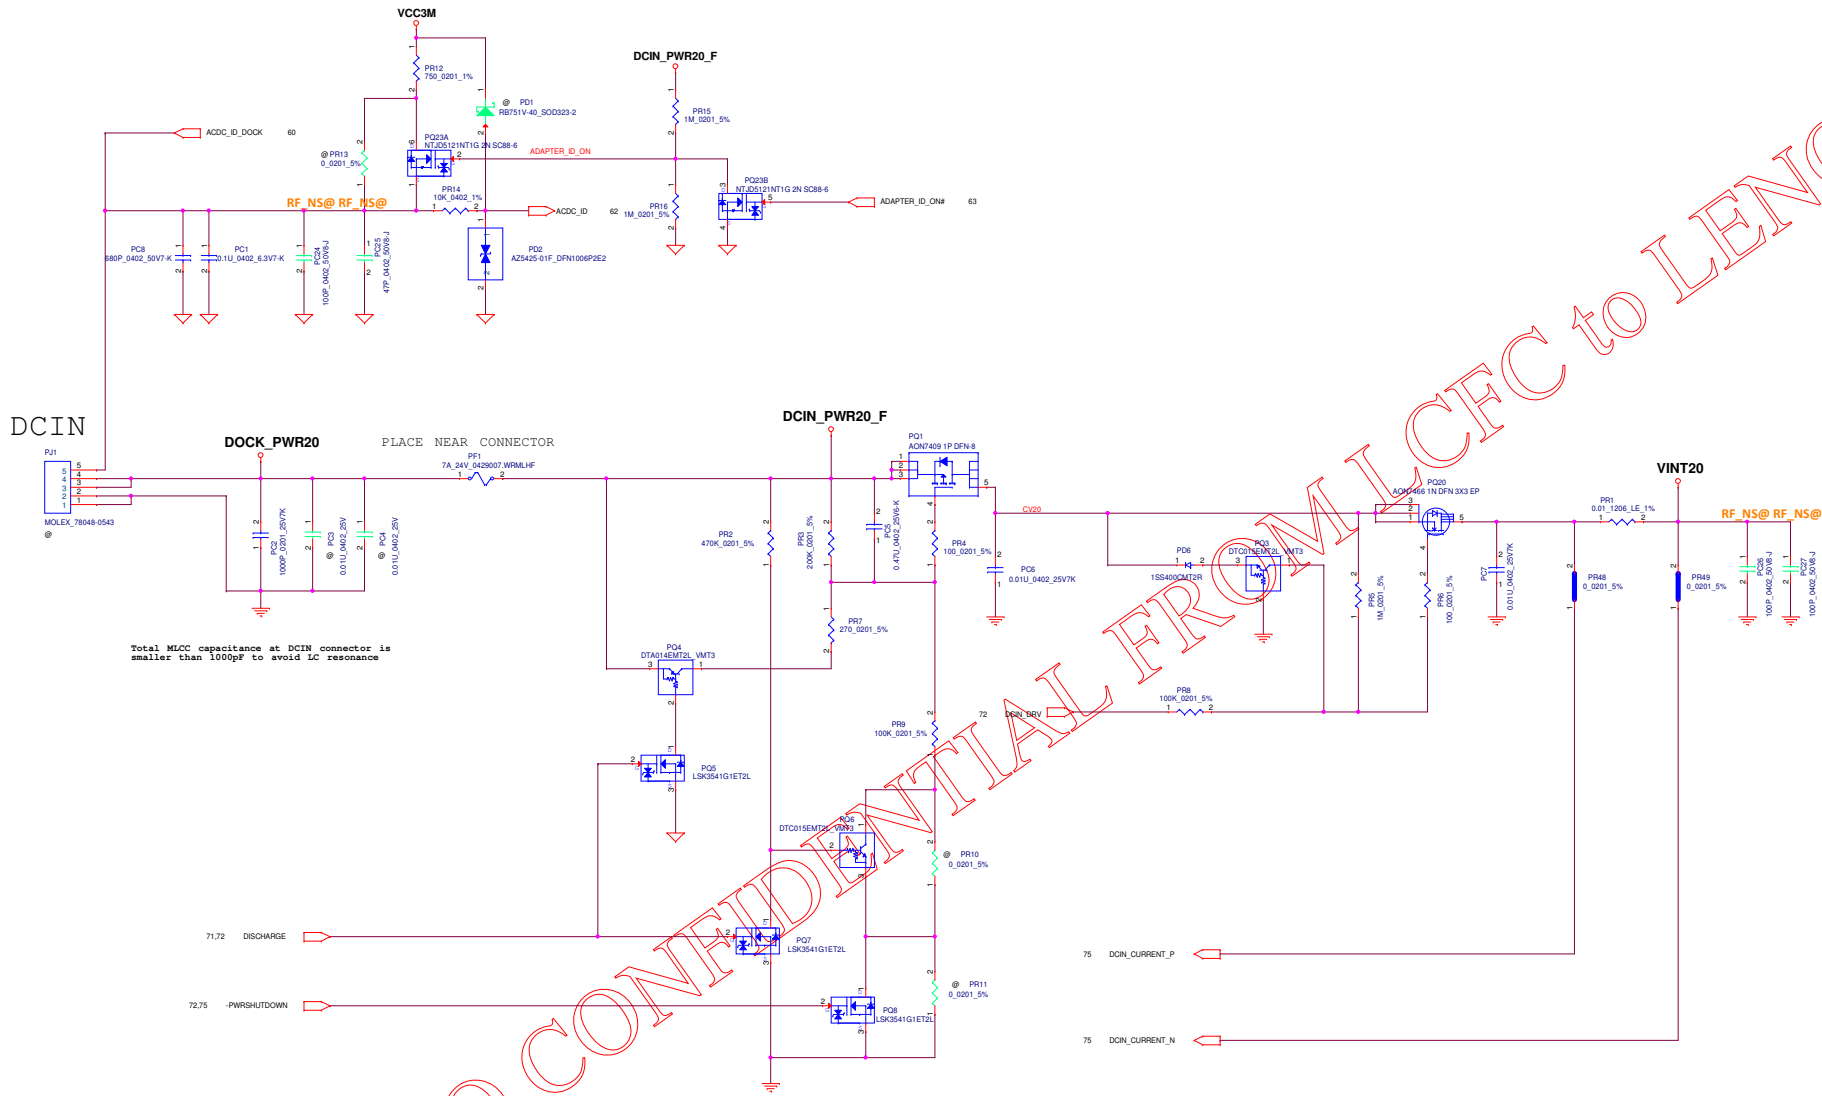 VCC3M
PR12
750_0201_1%
DCIN_PWR20_F
@ PD1
RB751V-40_SOD323-2
PR15
1M_0201_5%
ACDC_ID_DOCK 60
@ PR13
0_0201_5%
PQ23A
NTJD5121NT1G 2N SC88-6
ADAPTER_ID_ON
PQ23B
NTJD5121NT1G 2N SC88-6
RF_NS@ RF_NS@
PR14
10K_0402_1%
ACDC_ID 62
PR16
1M_0201_5%
ADAPTER_ID_ON# 63
PC8
680P_0402_50V7-K
PC1
0.1U_0402_6.3V7-K
PC24
100P_0402_50V8-J
PC25
47P_0402_50V8-J
PD2
AZ5425-01F_DFN1006P2E2
DCIN
PJ1
5
4
3
2
1
MOLEX_78048-0543
@
DOCK_PWR20
PLACE NEAR CONNECTOR
PF1
7A_24V_0429007.WRMLHF
DCIN_PWR20_F
PQ1
AON7409 1P DFN-8
PC2
1000P_0201_25V7K
PC3
@ 0.01U_0402_25V
PC4
@ 0.01U_0402_25V
PR2
470K_0201_5%
PR3
200K_0201_5%
PC5
0.47U_0402_25V6-K
PR4
100_0201_5%
CV20
PC6
0.01U_0402_25V7K
PD6
1SS400CMT2R
PQ3
DTC015EMT2L_VMT3
PR5
1M_0201_5%
PR6
100_0201_5%
PQ20
AON7466 1N DFN 3X3 EP
PC7
0.01U_0402_25V7K
PR1
0.01_1206_LE_1%
VINT20
RF_NS@ RF_NS@
PR48
0_0201_5%
PR49
0_0201_5%
PC26
100P_0402_50V8-J
PC27
100P_0402_50V8-J
Total MLCC capacitance at DCIN connector is
smaller than 1000pF to avoid LC resonance
PR7
270_0201_5%
PQ4
DTA014EMT2L_VMT3
PR8
100K_0201_5%
72 DCIN_DRV
PR9
100K_0201_5%
PQ5
LSK3541G1ET2L
PQ6
DTC015EMT2L_VMT3
@ PR10
0_0201_5%
71,72 DISCHARGE
PQ7
LSK3541G1ET2L
75 DCIN_CURRENT_P
72,75 -PWRSHUTDOWN
PQ8
LSK3541G1ET2L
@ PR11
0_0201_5%
75 DCIN_CURRENT_N
CONFIDENTIAL FROM LCFC to LENO